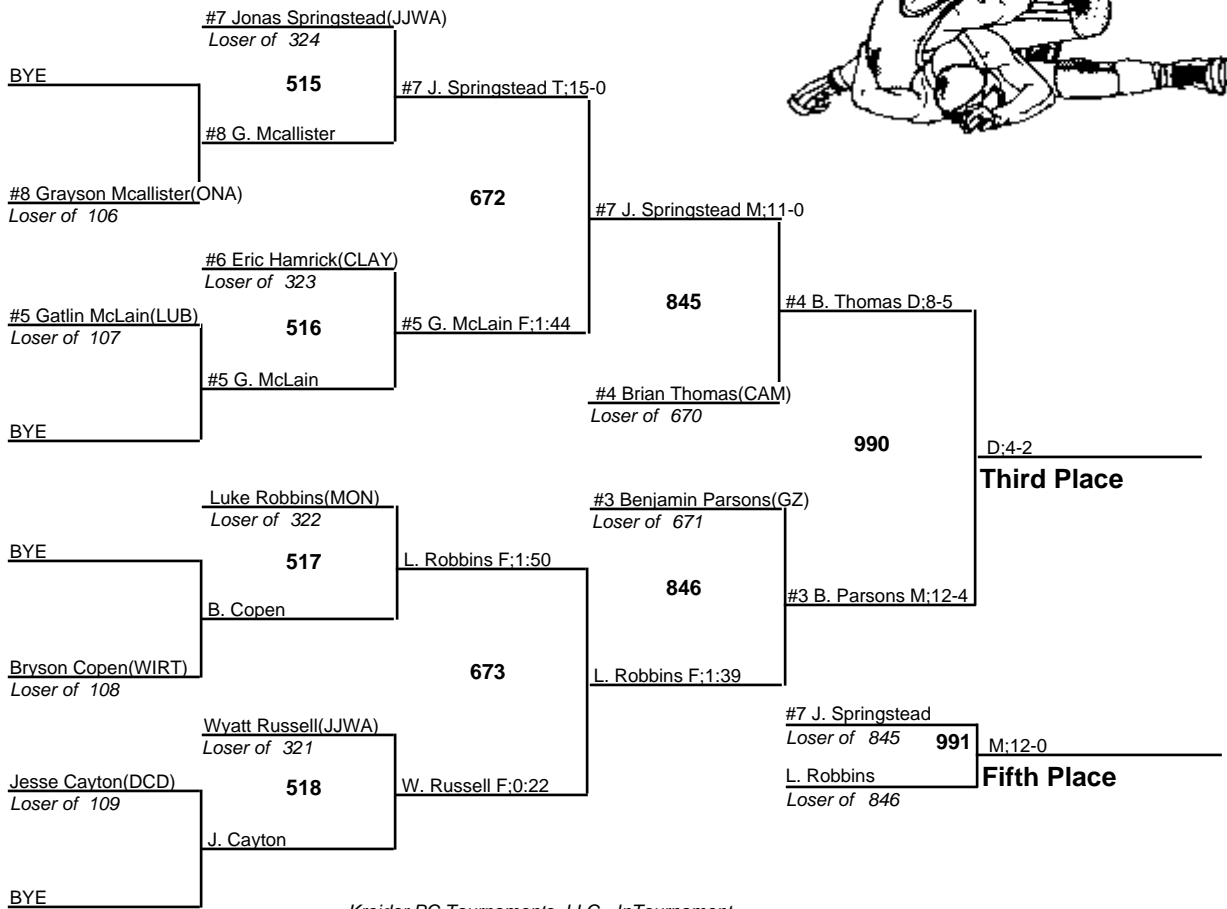 #7 Jonas Springstead(JJWA)
Loser of 324
BYE
515
#7 J. Springstead T;15-0
#8 G. Mcallister
#8 Grayson Mcallister(ONA)
Loser of 106
672
#7 J. Springstead M;11-0
#6 Eric Hamrick(CLAY)
Loser of 323
#5 Gatlin McLain(LUB)
Loser of 107
516
#5 G. McLain F;1:44
845
#4 B. Thomas D;8-5
#5 G. McLain
#4 Brian Thomas(CAM)
Loser of 670
BYE
990
D;4-2
Third Place
Luke Robbins(MON)
Loser of 322
#3 Benjamin Parsons(GZ)
Loser of 671
BYE
517
L. Robbins F;1:50
846
#3 B. Parsons M;12-4
B. Copen
Bryson Copen(WIRT)
Loser of 108
673
L. Robbins F;1:39
Wyatt Russell(JJWA)
Loser of 321
#7 J. Springstead
Loser of 845
991
M;12-0
Fifth Place
Jesse Cayton(DCD)
Loser of 109
518
W. Russell F;0:22
L. Robbins
Loser of 846
J. Cayton
BYE